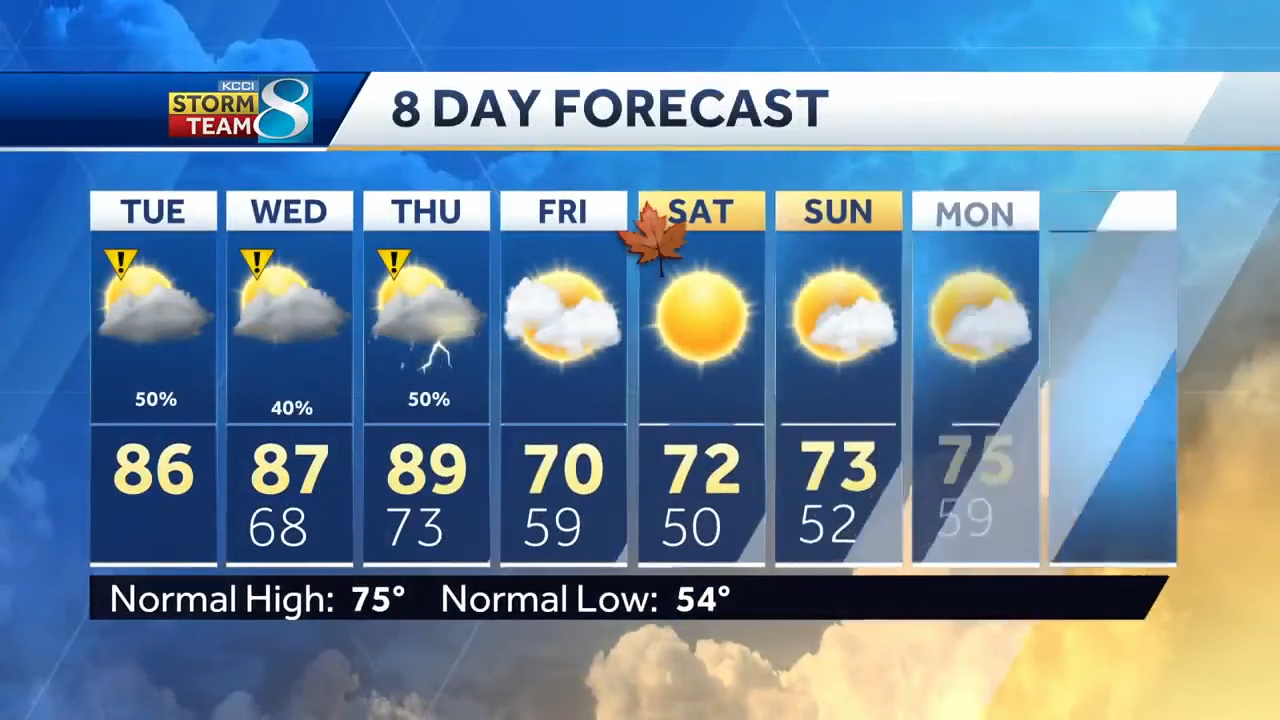 KCCI
STORM
TEAM 8
8 DAY FORECAST
TUE WED THU FRI SAT SUN MON
! ! !
50% 40% 50%
86 87 89 70 72 73 75
68 73 59 50 52 59
Normal High: 75° Normal Low: 54°